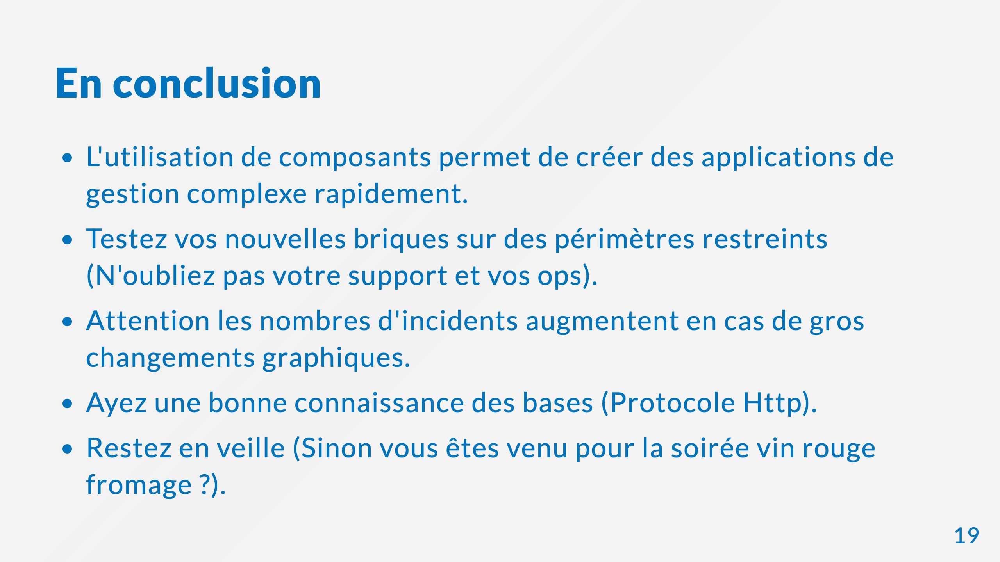 En conclusion
• L'utilisation de composants permet de créer des applications de
gestion complexe rapidement.
• Testez vos nouvelles briques sur des périmètres restreints
(N'oubliez pas votre support et vos ops).
• Attention les nombres d'incidents augmentent en cas de gros
changements graphiques.
• Ayez une bonne connaissance des bases (Protocole Http).
• Restez en veille (Sinon vous êtes venu pour la soirée vin rouge
fromage ?).
19